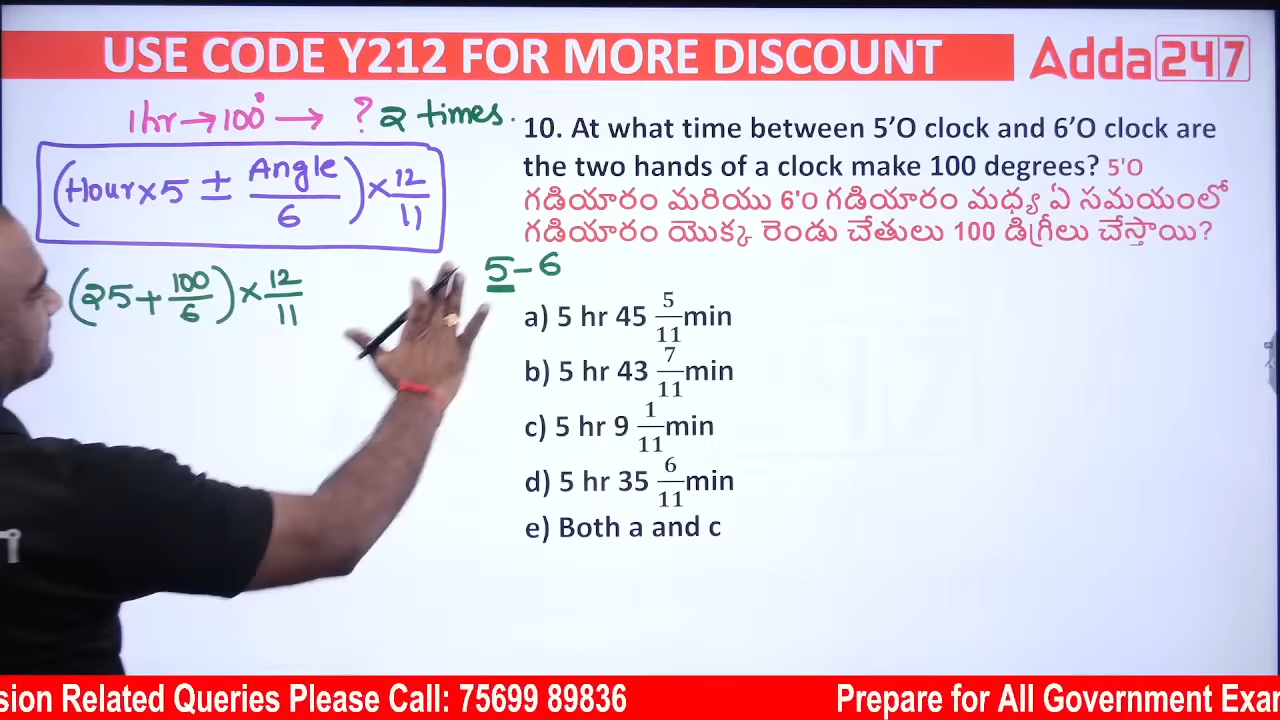 USE CODE Y212 FOR MORE DISCOUNT
Adda247
1hr → 100° → ? 2 times.
(Hour×5 ± Angle/6) × 12/11
(25 + 100/6) × 12/11
10. At what time between 5’O clock and 6’O clock are
the two hands of a clock make 100 degrees? 5'O
గడియారం మరియు 6'O గడియారం మధ్య ఏ సమయంలో
గడియారం యొక్క రెండు చేతులు 100 డిగ్రీలు చేస్తాయి?
5-6
a) 5 hr 45 5/11 min
b) 5 hr 43 7/11 min
c) 5 hr 9 1/11 min
d) 5 hr 35 6/11 min
e) Both a and c
sion Related Queries Please Call: 75699 89836 Prepare for All Government Exar